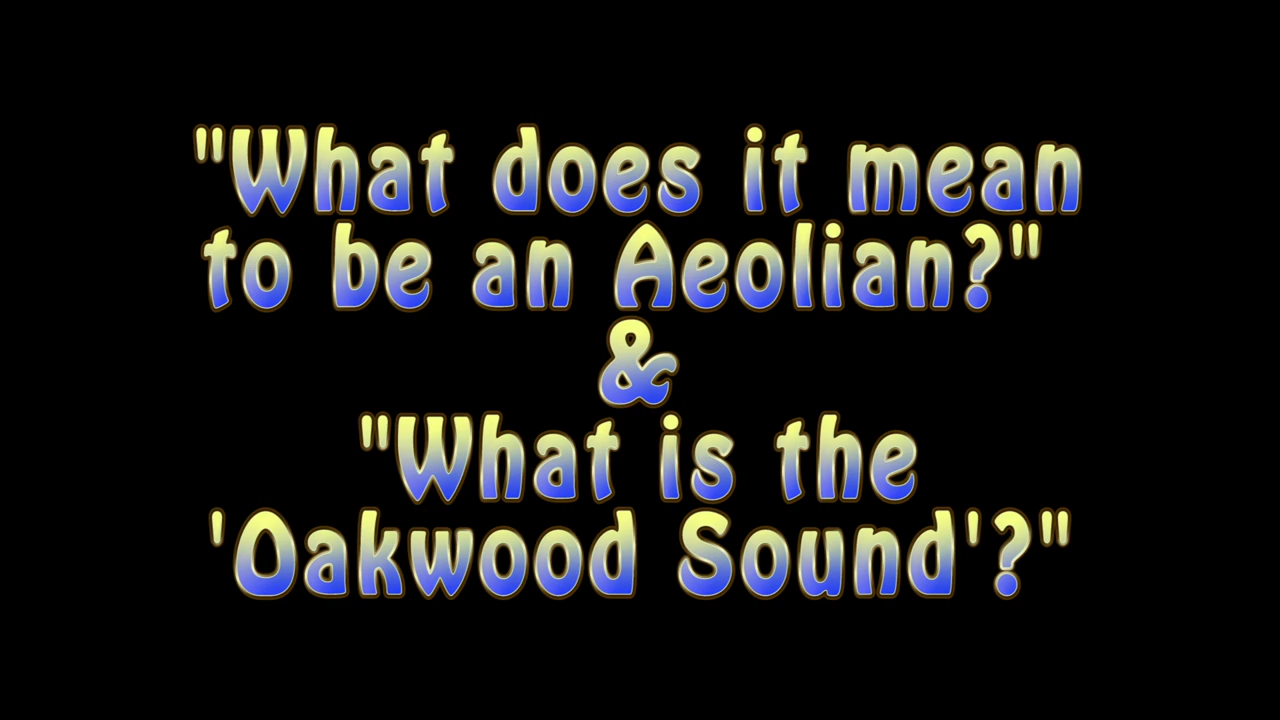 "What does it mean
to be an Aeolian?"
&
"What is the
'Oakwood Sound'?"